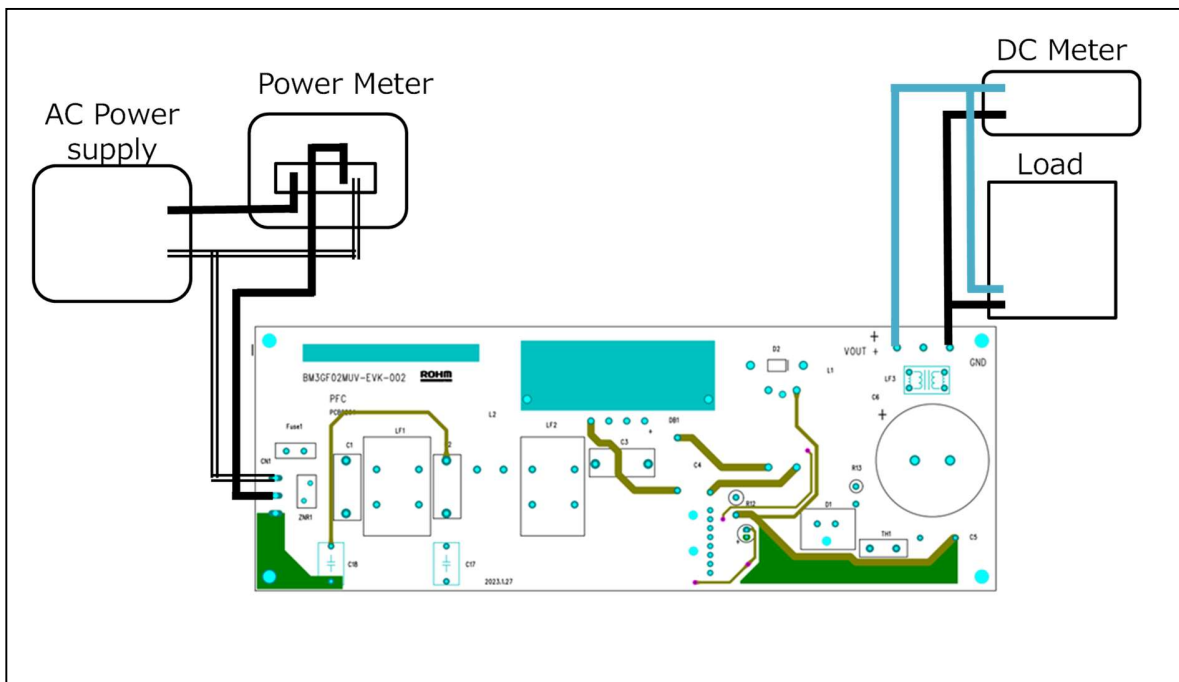 DC Meter
Power Meter
AC Power
supply
Load
+
VOUT +
GND
D2
L1
LF3
BM3GF02MUV-EVK-002 ROHM
PFC
C6
+
L2
Fuse1
C1
LF1
LF2
C3
+
DB1
CN1
C4
R13
ZNR1
R12
D1
+
TH1
C5
C18
C17
2023.1.27